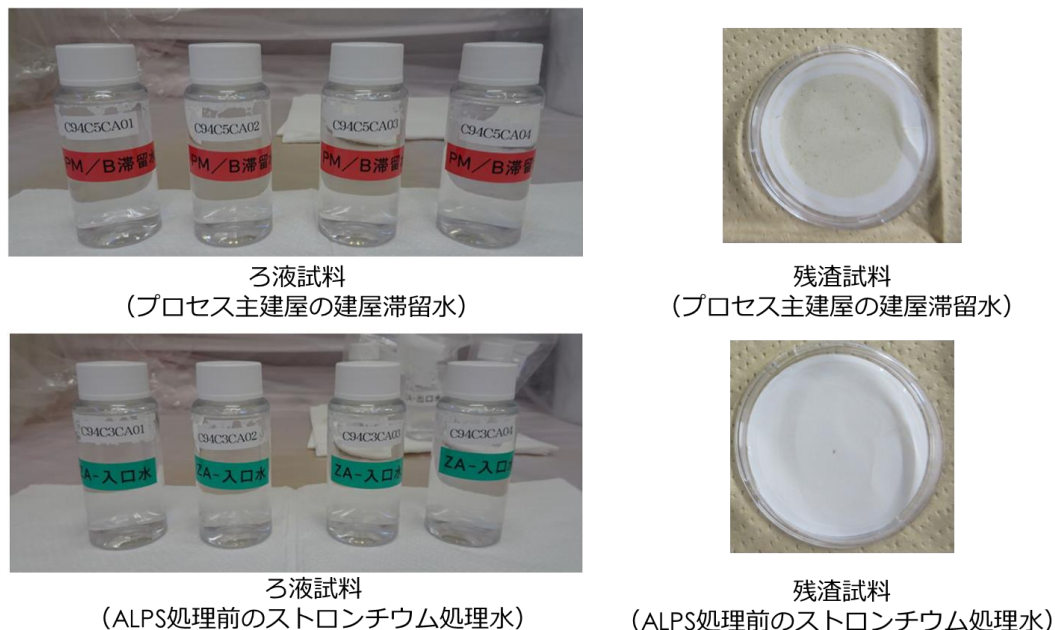 C94C5CA01
C94C5CA02
C94C5CA03
C94C5CA04
PM/B滞留水
PM/B滞留
PM/B滞留
PM/B滞留
ろ液試料
(プロセス主建屋の建屋滞留水)
残渣試料
(プロセス主建屋の建屋滞留水)
C94C3CA01
C94C3CA02
C94C3CA03
C94C3CA04
ZA-入口水
ZA-入口水
ZA-入口水
ZA-入口
ろ液試料
(ALPS処理前のストロンチウム処理水)
残渣試料
(ALPS処理前のストロンチウム処理水)